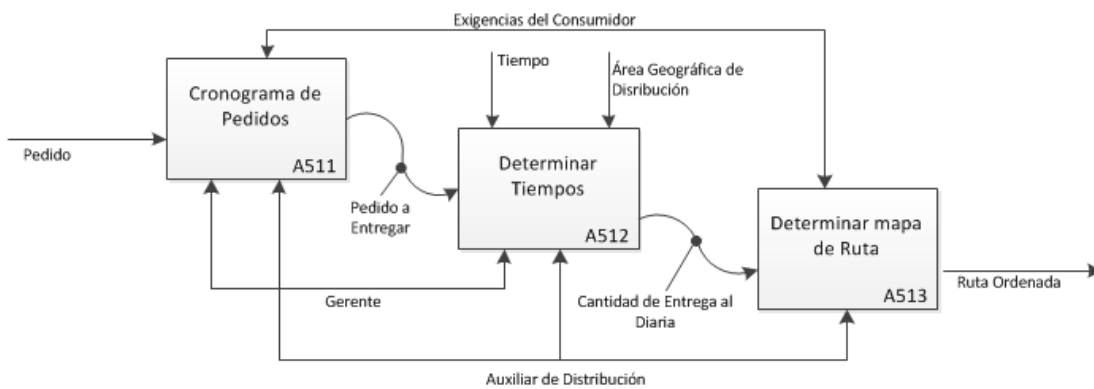 Exigencias del Consumidor
Tiempo
Área Geográfica de
Disribución
Cronograma de
Pedidos
A511
Pedido
Determinar
Tiempos
A512
Pedido a
Entregar
Determinar mapa
de Ruta
A513
Gerente
Cantidad de Entrega al
Diaria
Ruta Ordenada
Auxiliar de Distribución